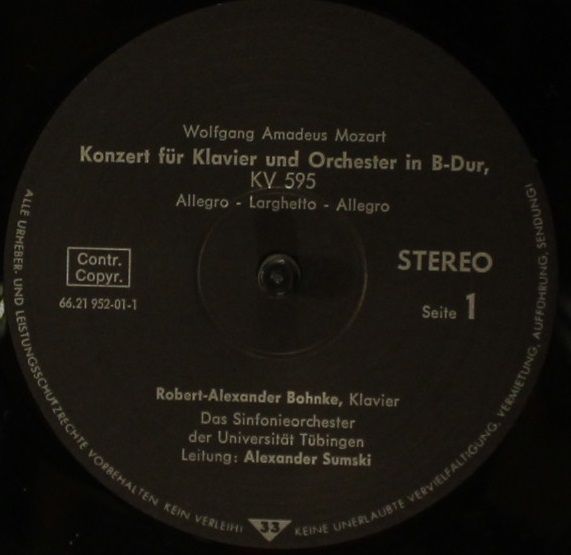 Wolfgang Amadeus Mozart
Konzert für Klavier und Orchester in B-Dur,
KV 595
Allegro - Larghetto - Allegro
Contr.
Copyr.
66.21 952-01-1
STEREO
Seite 1
Robert-Alexander Bohnke, Klavier
Das Sinfonieorchester
der Universität Tübingen
Leitung: Alexander Sumski
ALLE URHEBER- UND LEISTUNGSSCHUTZRECHTE VORBEHALTEN KEIN VERLEIH! 33 KEINE UNERLAUBTE VERVIELFÄLTIGUNG, VERMIETUNG, AUFFÜHRUNG, SENDUNG!